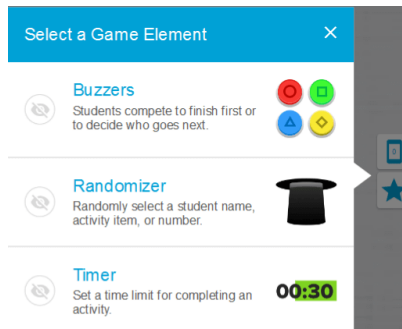 Select a Game Element
Buzzers
Students compete to finish first or
to decide who goes next.
Randomizer
Randomly select a student name,
activity item, or number.
Timer
Set a time limit for completing an
activity.
00:30